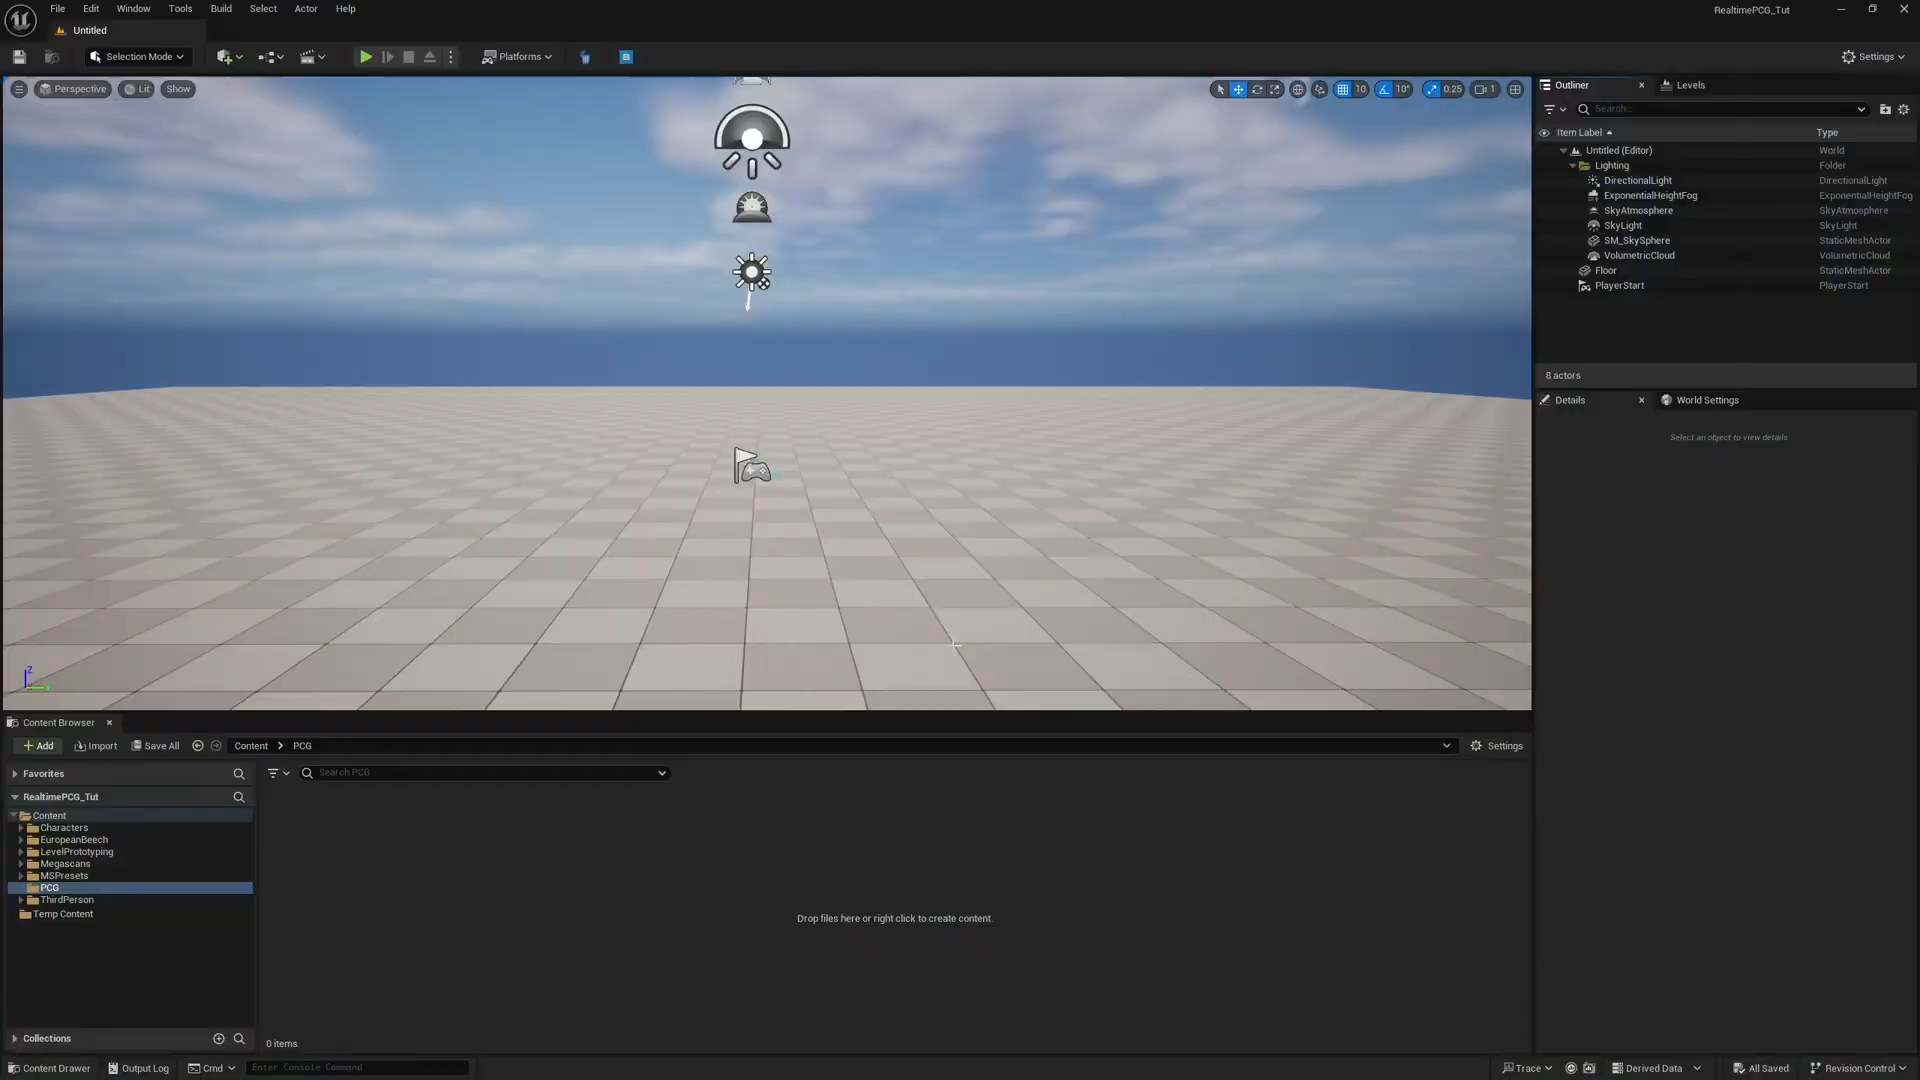 File Edit Window Tools Build Select Actor Help
RealtimePCG_Tut
Untitled
Selection Mode
Platforms
Settings
Perspective Lit Show
10 10° 0.25 1
Outliner Levels
Search...
Item Label Type
Untitled (Editor) World
Lighting Folder
DirectionalLight DirectionalLight
ExponentialHeightFog ExponentialHeightFog
SkyAtmosphere SkyAtmosphere
SkyLight SkyLight
SM_SkySphere StaticMeshActor
VolumetricCloud VolumetricCloud
Floor StaticMeshActor
PlayerStart PlayerStart
8 actors
Details World Settings
Select an object to view details
Z
Content Browser
Add Import Save All Content PCG Settings
Favorites
Search PCG
RealtimePCG_Tut
Content
Characters
EuropeanBeech
LevelPrototyping
Megascans
MSPresets
PCG
ThirdPerson
Temp Content
Drop files here or right click to create content.
Collections
0 items
Content Drawer Output Log Cmd Enter Console Command Trace Derived Data All Saved Revision Control